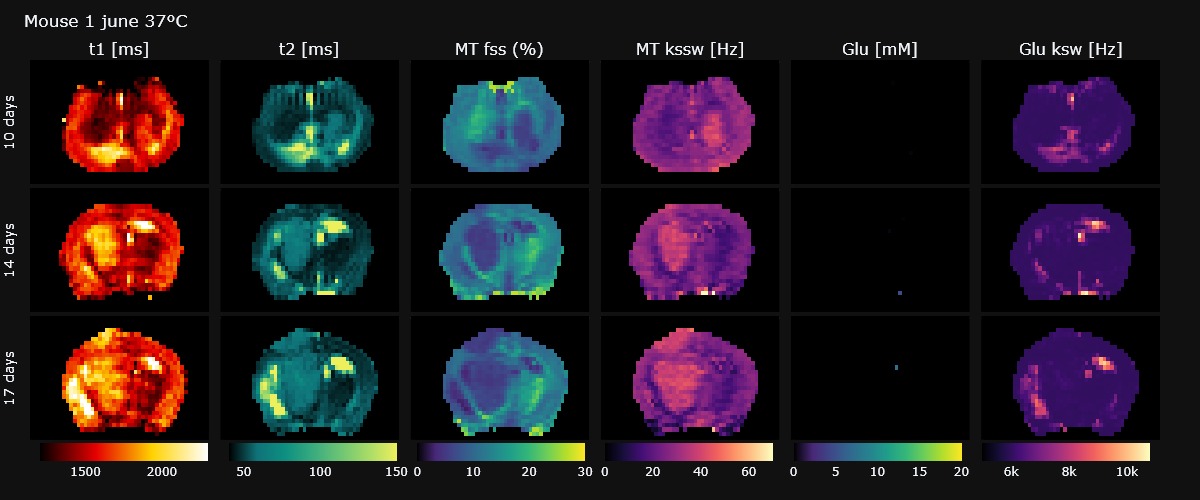 Mouse 1 june 37ºC
t1 [ms] t2 [ms] MT fss (%) MT kssw [Hz] Glu [mM] Glu ksw [Hz]
10 days
14 days
17 days
1500 2000 50 100 150 0 10 20 30 0 20 40 60 0 5 10 15 20 6k 8k 10k